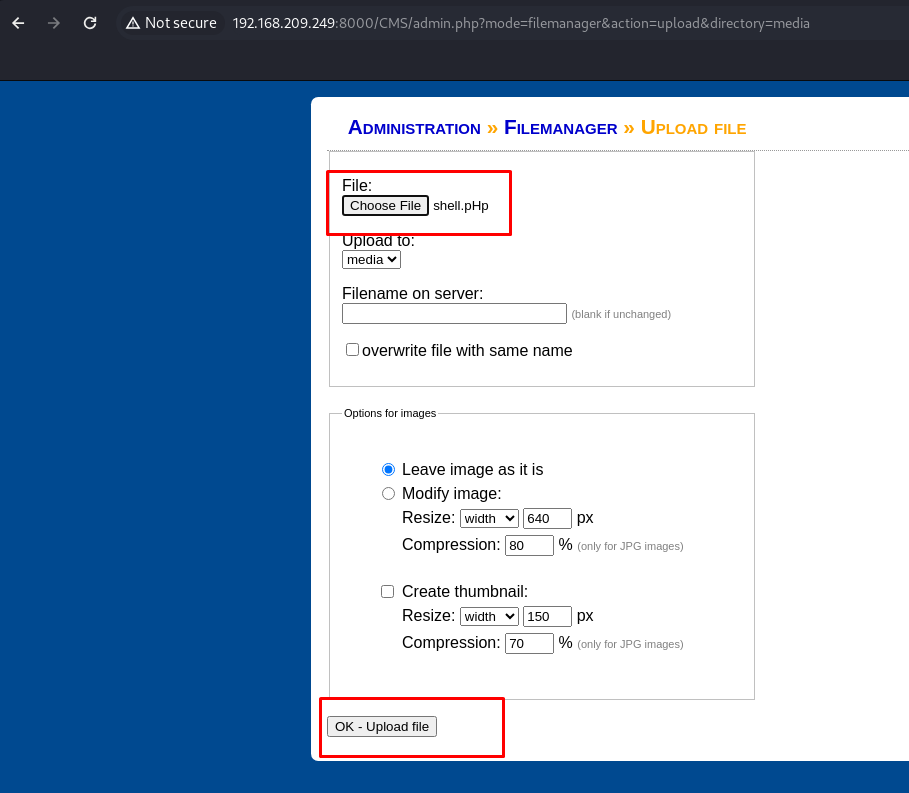 Not secure 192.168.209.249:8000/CMS/admin.php?mode=filemanager&action=upload&directory=media
Administration » Filemanager » Upload file
File:
Choose File shell.pHp
Upload to:
media
Filename on server:
(blank if unchanged)
overwrite file with same name
Options for images
Leave image as it is
Modify image:
Resize: width 640 px
Compression: 80 % (only for JPG images)
Create thumbnail:
Resize: width 150 px
Compression: 70 % (only for JPG images)
OK - Upload file